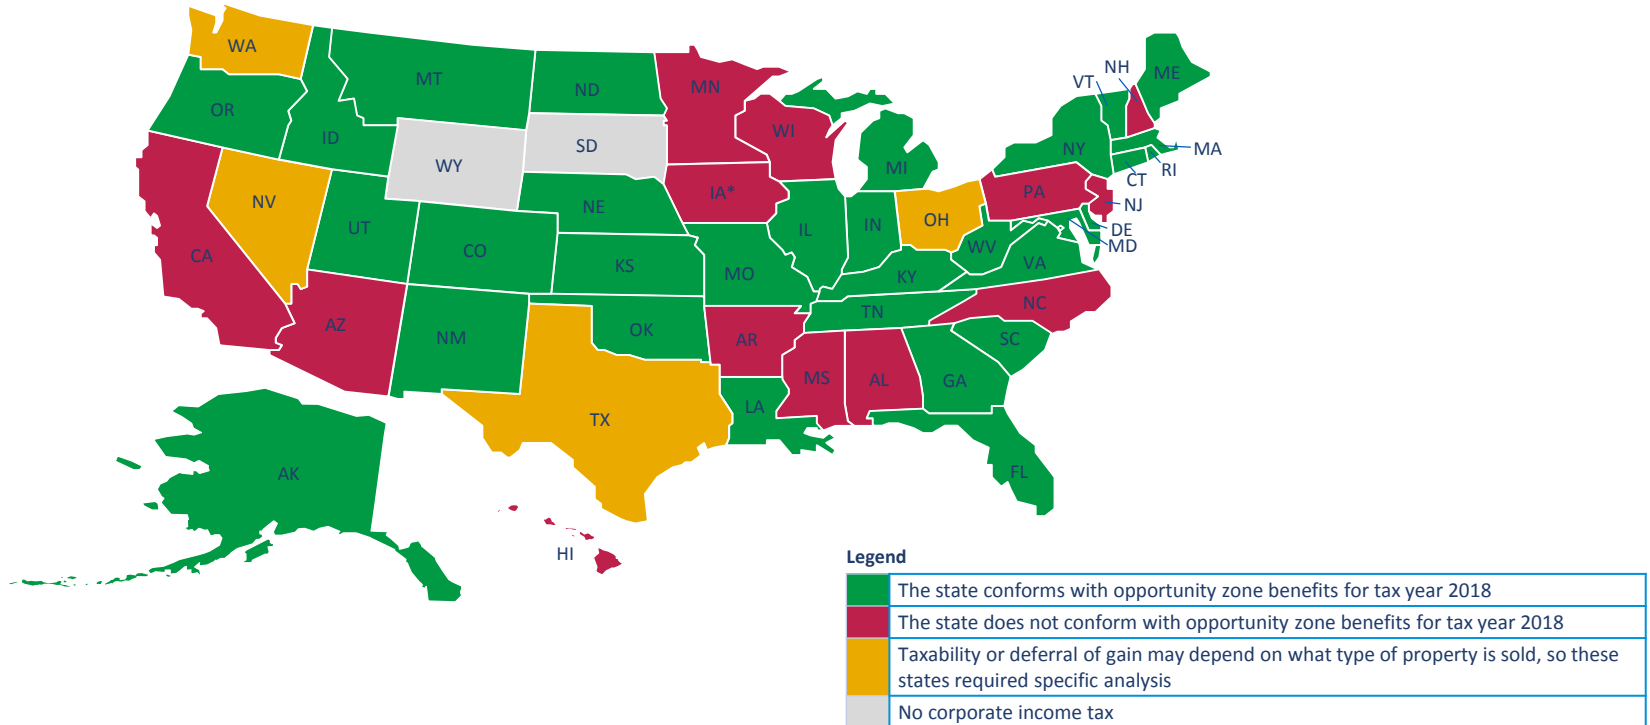 WA
MT
ND
MN
OR
ID
WI
VT
NH
ME
WY
SD
MI
NY
MA
RI
CT
IA*
PA
NJ
NV
NE
OH
DE
UT
CO
IL
IN
WV
MD
CA
KS
MO
KY
VA
AZ
NM
OK
AR
TN
NC
SC
MS
AL
GA
LA
TX
FL
AK
HI
Legend
The state conforms with opportunity zone benefits for tax year 2018
The state does not conform with opportunity zone benefits for tax year 2018
Taxability or deferral of gain may depend on what type of property is sold, so these
states required specific analysis
No corporate income tax